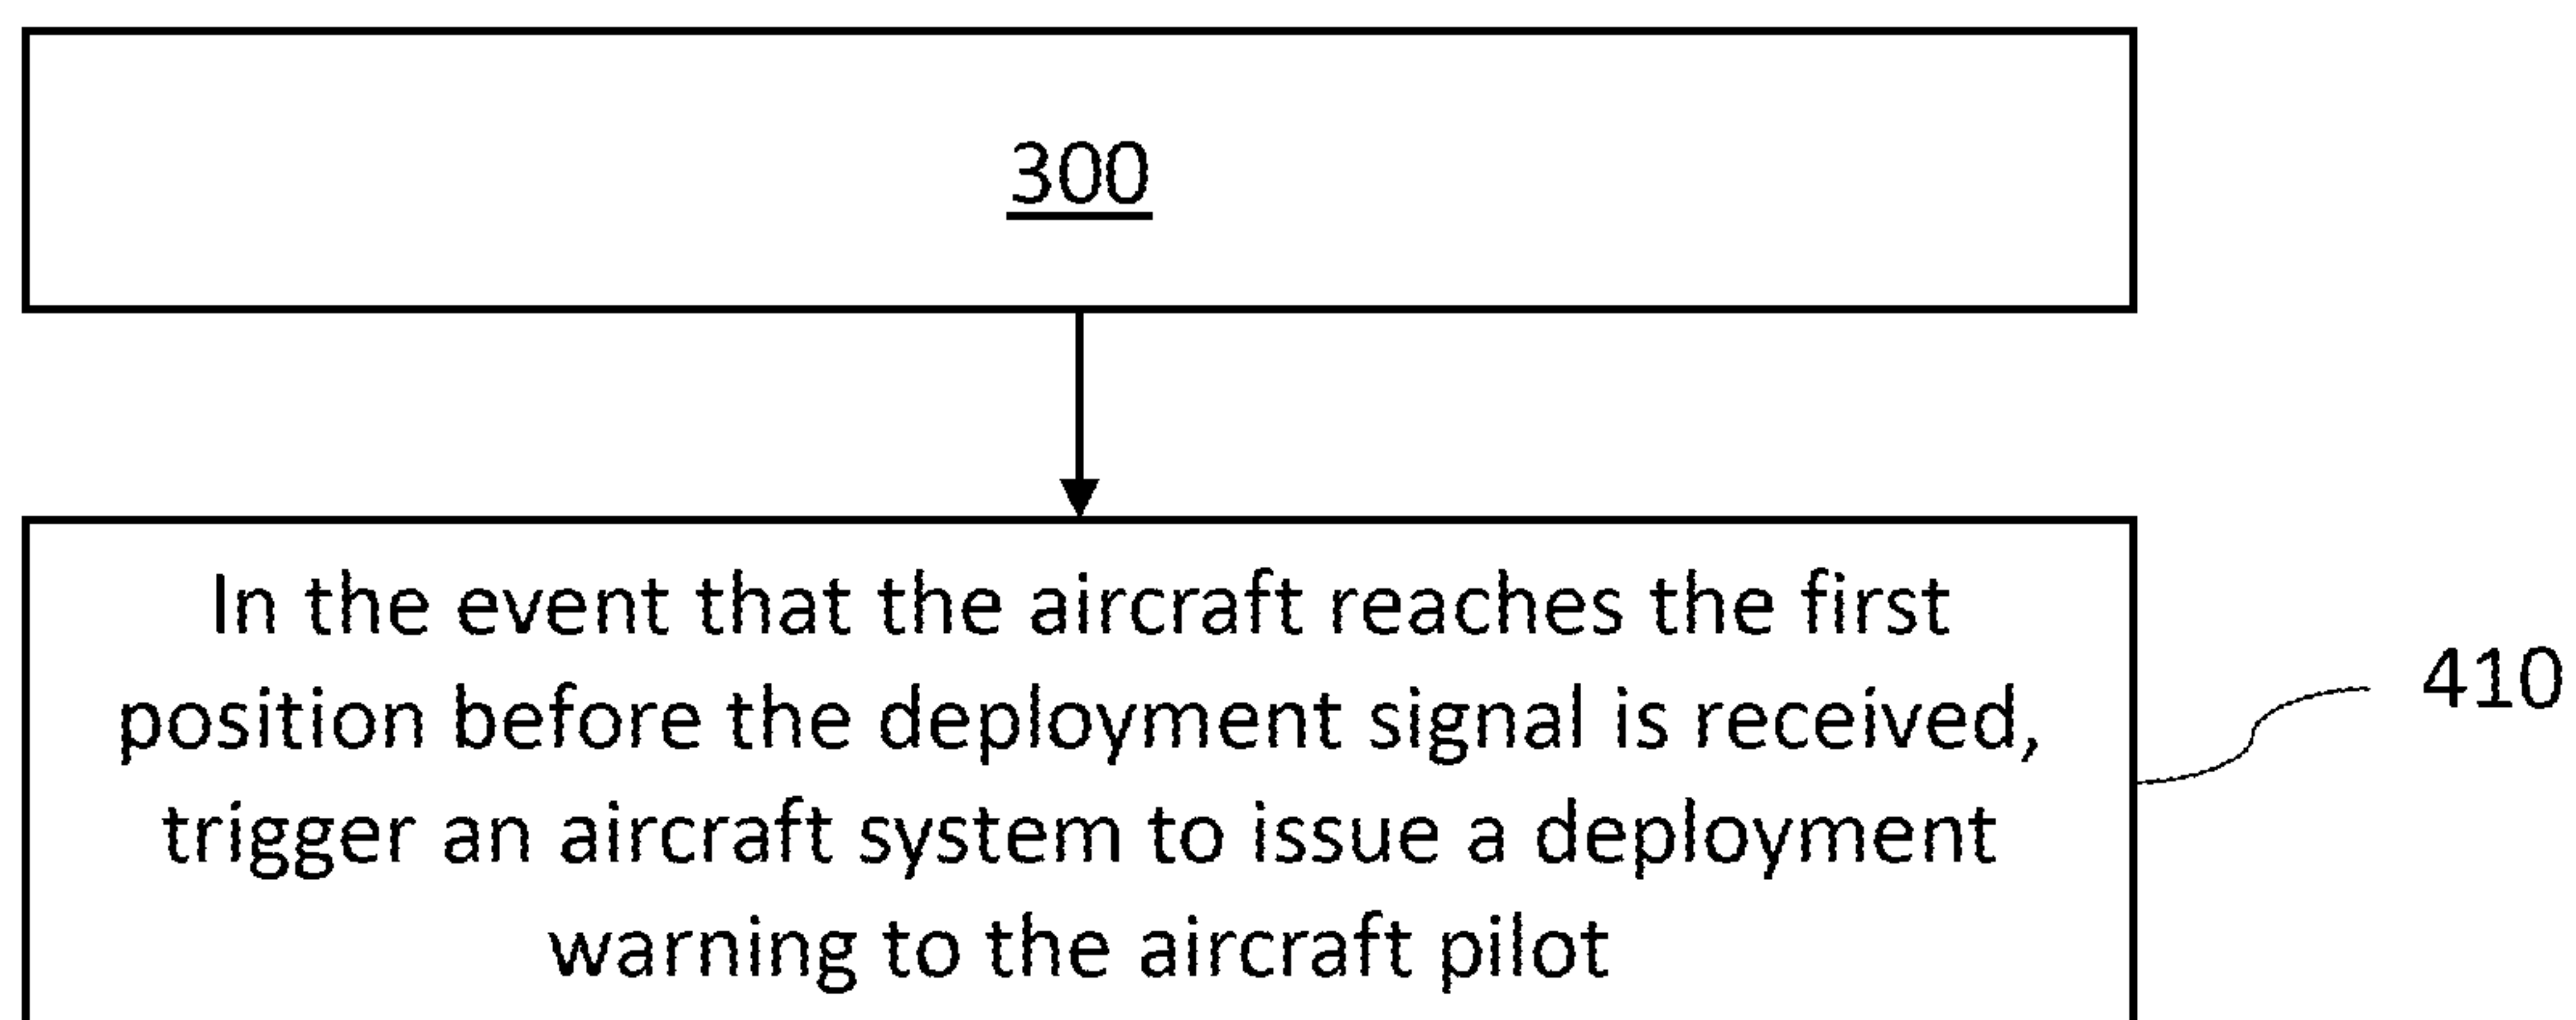 300
In the event that the aircraft reaches the first
position before the deployment signal is received,
trigger an aircraft system to issue a deployment
warning to the aircraft pilot
410